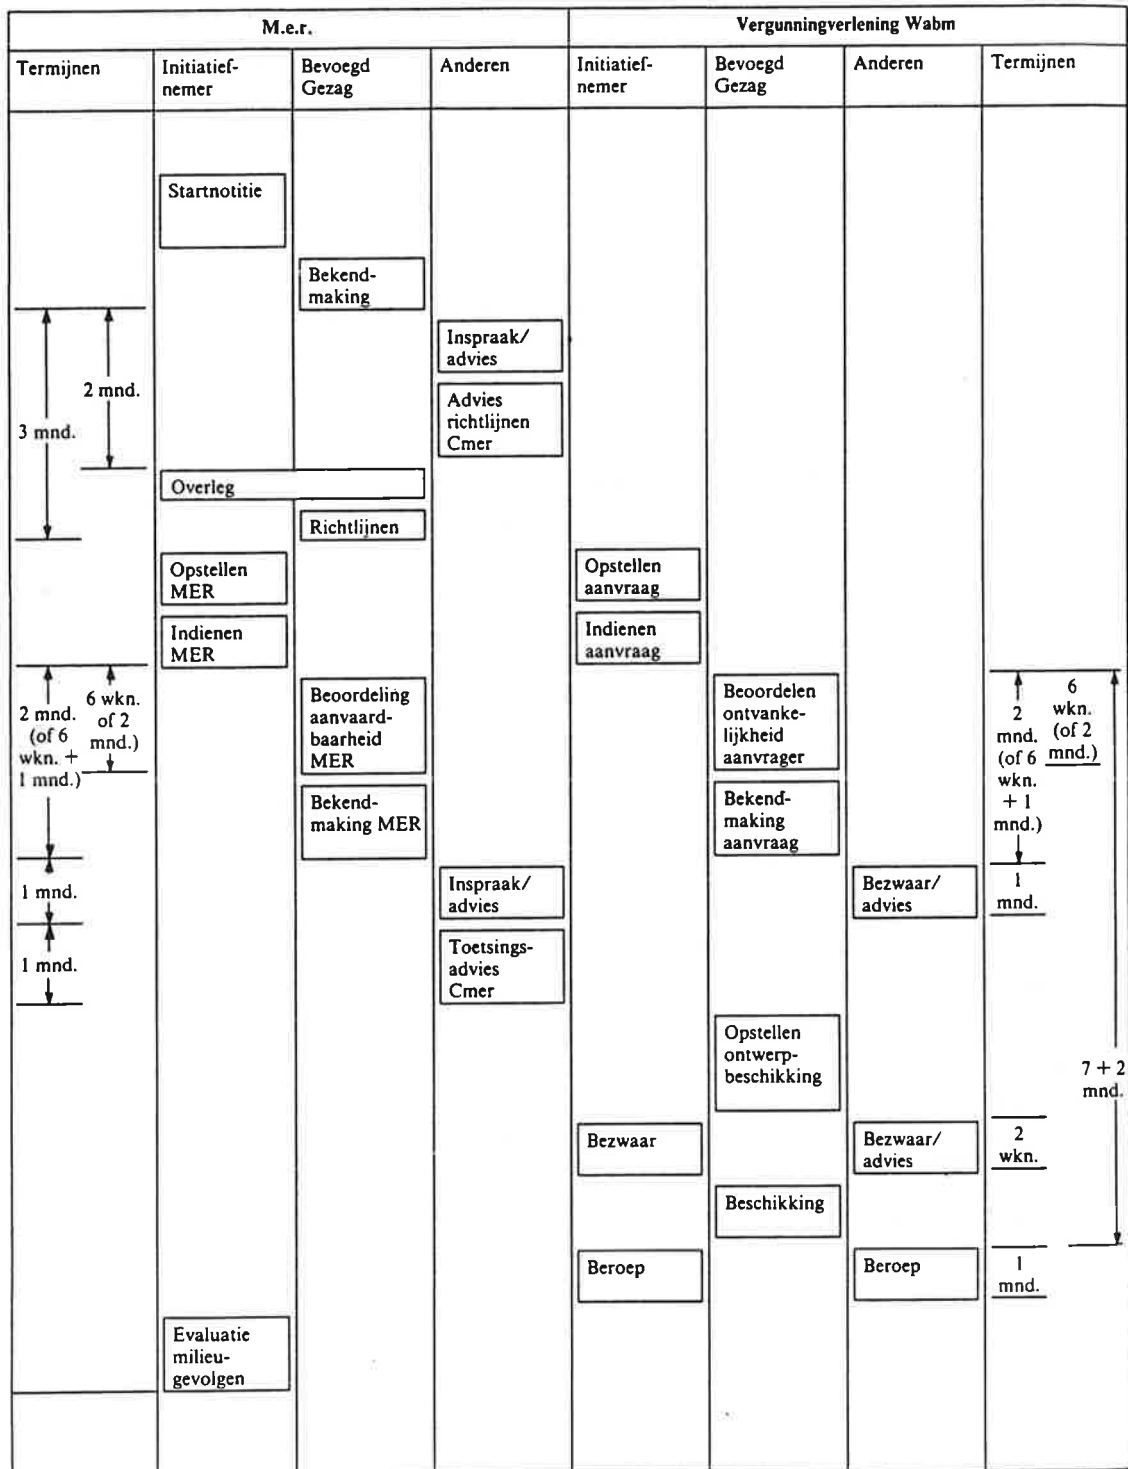 M.e.r.
Vergunningverlening Wabm
Termijnen
Initiatief-
nemer
Bevoegd
Gezag
Anderen
Initiatief-
nemer
Bevoegd
Gezag
Anderen
Termijnen
Startnotitie
Bekend-
making
Inspraak/
advies
2 mnd.
Advies
richtlijnen
Cmer
3 mnd.
Overleg
Richtlijnen
Opstellen
MER
Opstellen
aanvraag
Indienen
MER
Indienen
aanvraag
2 mnd.
(of 6
wkn. +
1 mnd.)
6 wkn.
of 2
mnd.)
Beoordeling
aanvaard-
baarheid
MER
Beoordelen
ontvanke-
lijkheid
aanvrager
2
mnd.
(of 6
wkn.
+ 1
mnd.)
6
wkn.
(of 2
mnd.)
Bekend-
making MER
Bekend-
making
aanvraag
1 mnd.
Inspraak/
advies
Bezwaar/
advies
1
mnd.
1 mnd.
Toetsings-
advies
Cmer
Opstellen
ontwerp-
beschikking
7 + 2
mnd.
Bezwaar
Bezwaar/
advies
2
wkn.
Beschikking
Beroep
Beroep
1
mnd.
Evaluatie
milieu-
gevolgen